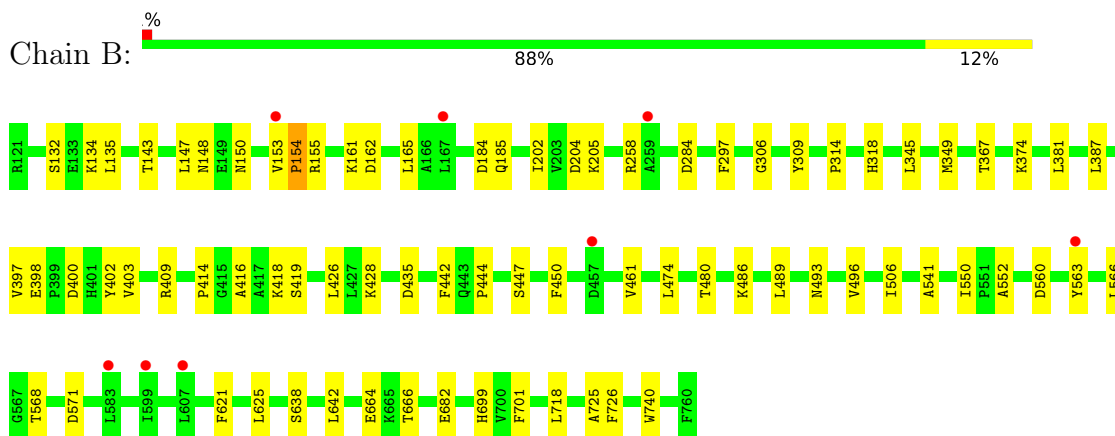 .%
Chain B:
88% 12%
R121 S132 E133 K134 L135 T143 L147 N148 E149 N150 V153 P154 R155 K161 D162 L165 A166 L167 D184 Q185 I202 V203 D204 K205 R258 A259 D284 F297 G306 Y309 P314 H318 L345 M349 T367 K374 L381 L387
V397 E398 P399 D400 H401 Y402 V403 R409 P414 G415 A416 A417 K418 S419 L426 L427 K428 D435 F442 Q443 P444 S447 F450 D457 V461 L474 T480 K486 L489 N493 V496 I506 A541 I550 P551 A552 D560 Y563 L566
G567 T568 D571 L583 I599 L607 F621 L625 S638 L642 E664 K665 T666 E682 H699 V700 F701 L718 A725 F726 W740 F760